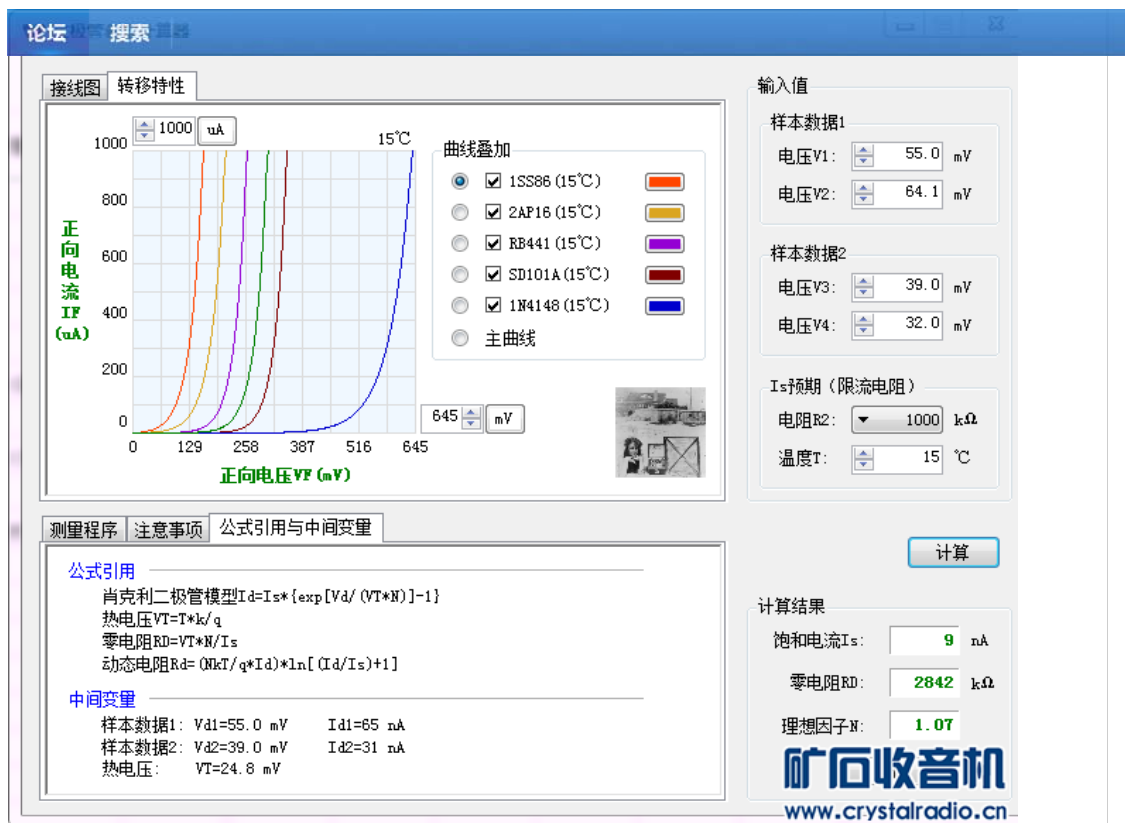 论坛 搜索
接线图 转移特性
1000 uA
15℃
1000
800
600
400
200
0
正向电流IF(uA)
0 129 258 387 516 645
正向电压VF(mV)
645 mV
曲线叠加
1SS86(15℃)
2AP16(15℃)
RB441(15℃)
SD101A(15℃)
1N4148(15℃)
主曲线
输入值
样本数据1
电压V1: 55.0 mV
电压V2: 64.1 mV
样本数据2
电压V3: 39.0 mV
电压V4: 32.0 mV
Is预期(限流电阻)
电阻R2: 1000 kΩ
温度T: 15 ℃
测量程序 注意事项 公式引用与中间变量
公式引用
肖克利二极管模型Id=Is*{exp[Vd/(VT*N)]-1}
热电压VT=T*k/q
零电阻RD=VT*N/Is
动态电阻Rd=(NkT/q*Id)*ln[(Id/Is)+1]
中间变量
样本数据1: Vd1=55.0 mV Id1=65 nA
样本数据2: Vd2=39.0 mV Id2=31 nA
热电压: VT=24.8 mV
计算
计算结果
饱和电流Is: 9 nA
零电阻RD: 2842 kΩ
理想因子N: 1.07
矿石收音机
www.crystalradio.cn